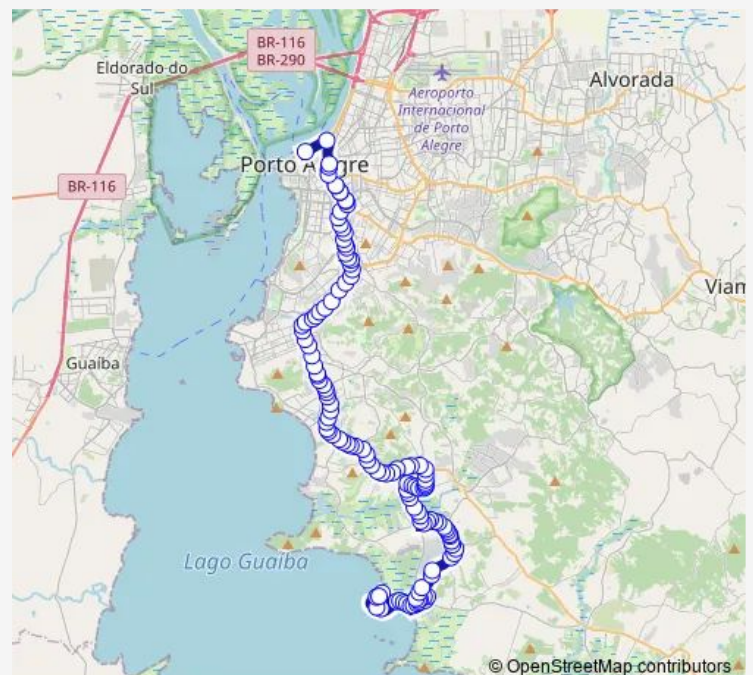 BR-116
BR-290
Eldorado do
Sul
Alvorada
Aeroporto
Internacional
de Porto
Alegre
Porto A gre
BR-116
Viam
Guaíba
Lago Guaíba
© OpenStreetMap contributors